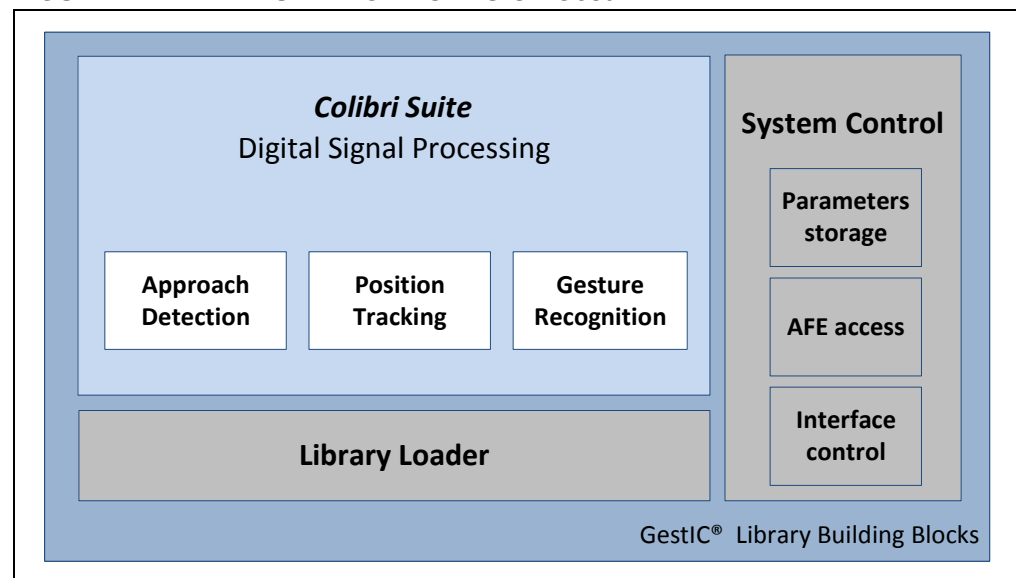 Colibri Suite
Digital Signal Processing
Approach
Detection
Position
Tracking
Gesture
Recognition
Library Loader
System Control
Parameters
storage
AFE access
Interface
control
GestIC® Library Building Blocks